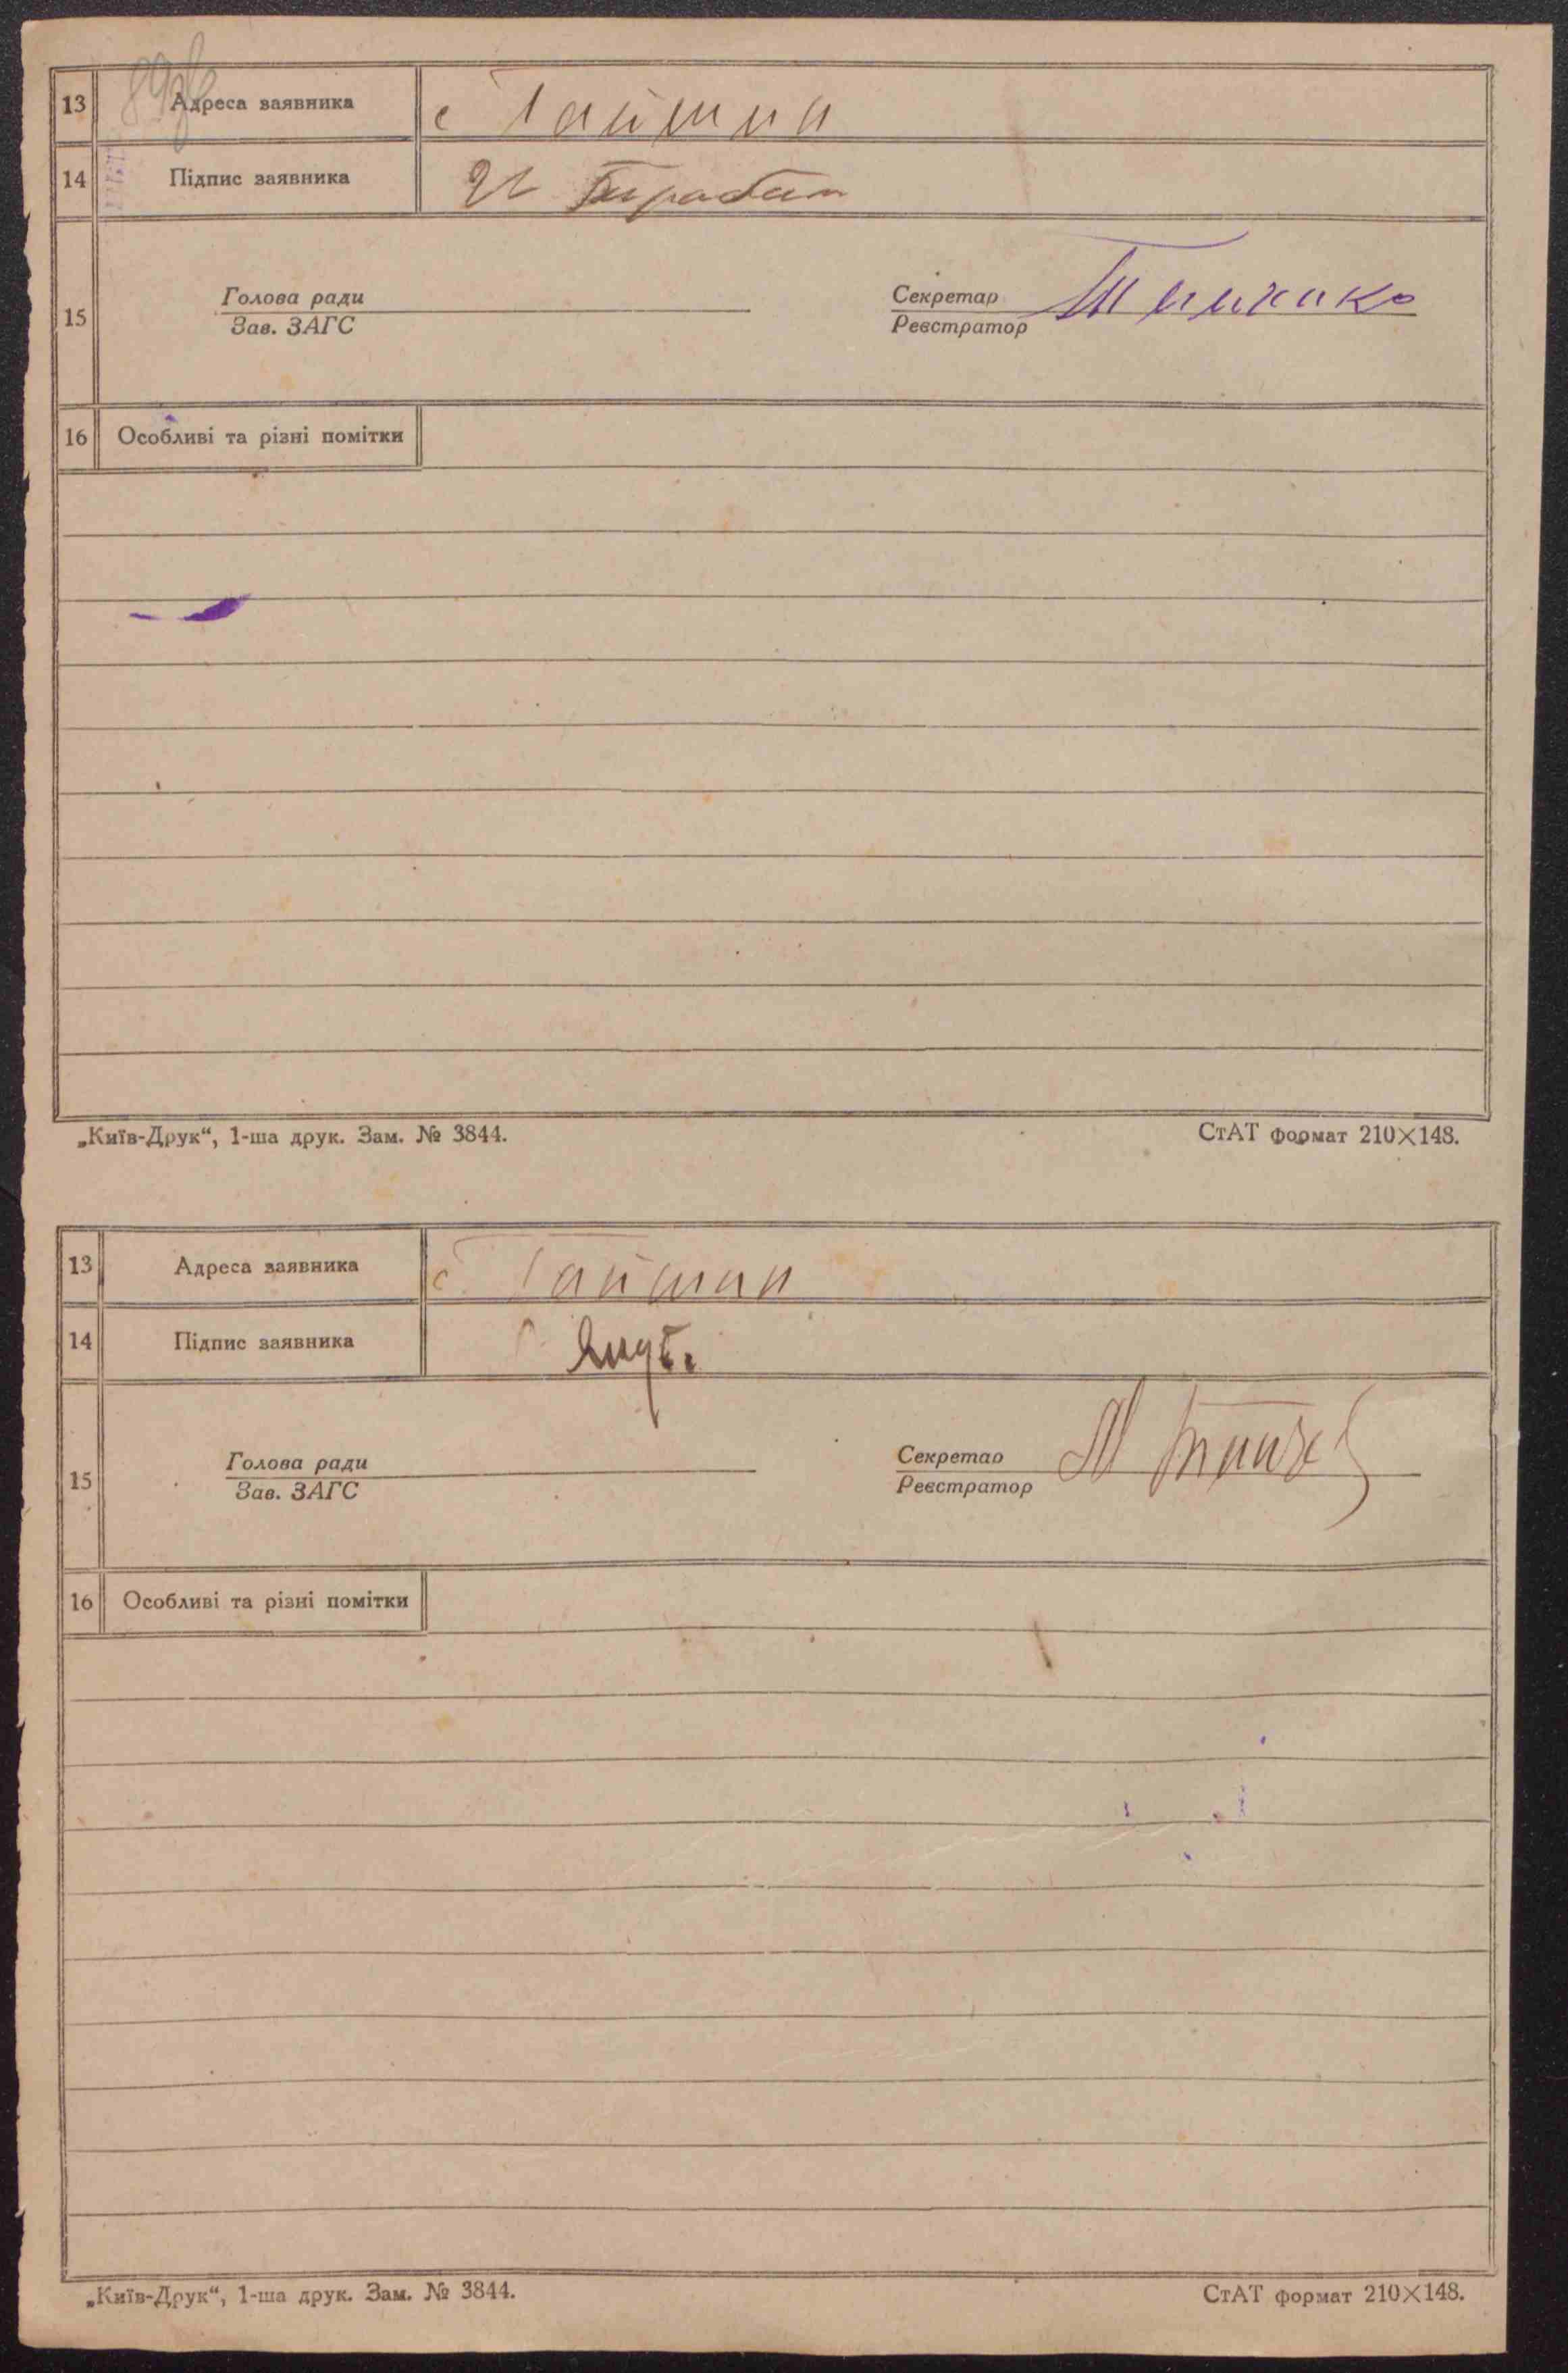 13 Адреса заявника с Гайшин
14 Підпис заявника
15 Голова ради Секретар
Зав. ЗАГС Реєстратор
16 Особливі та різні помітки
„Київ-Друк“, 1-ша друк. Зам. № 3844. СтАТ формат 210×148.
13 Адреса заявника с. Гайшин
14 Підпис заявника
15 Голова ради Секретар
Зав. ЗАГС Реєстратор
16 Особливі та різні помітки
„Київ-Друк“, 1-ша друк. Зам. № 3844. СтАТ формат 210×148.